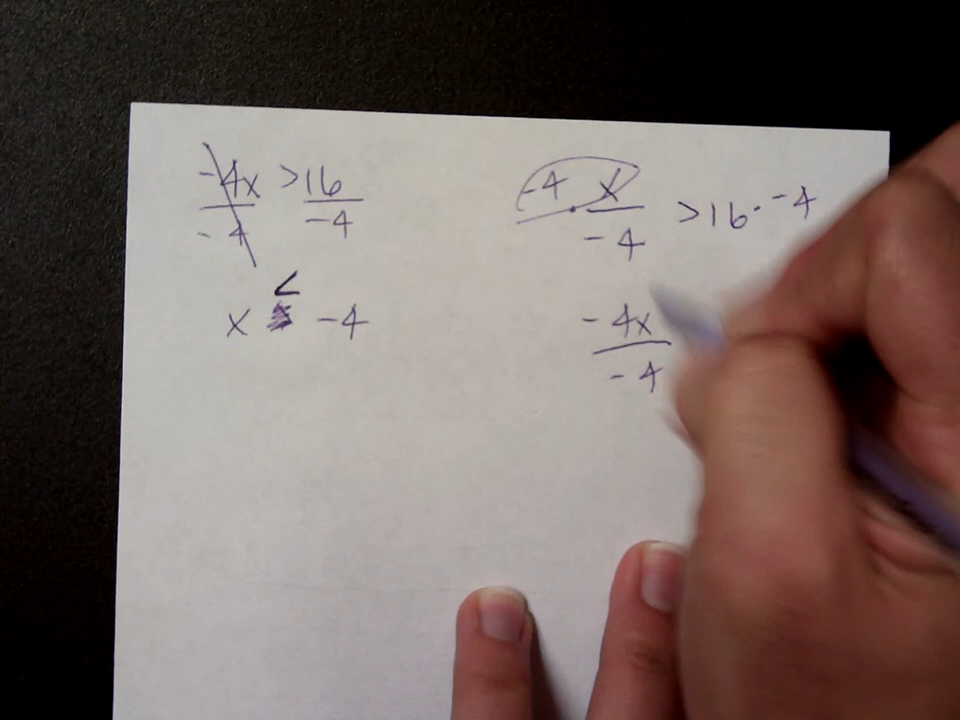 -4x > 16
-4 -4
x < -4
-4 · x > 16 · -4
-4
-4x
-4